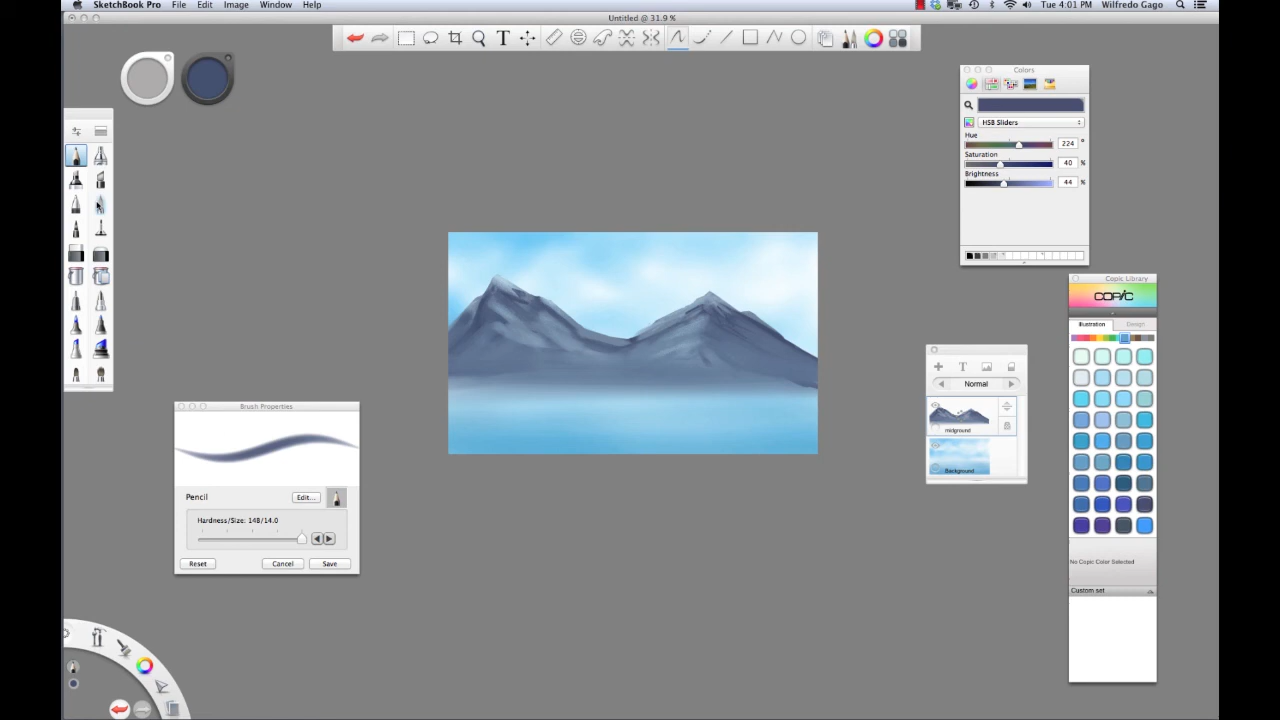 SketchBook Pro File Edit Image Window Help
Tue 4:01 PM Wilfredo Gago
Untitled @ 31.9 %
T
Colors
HSB Sliders
Hue
224 °
Saturation
40 %
Brightness
44 %
Copic Library
COPIC
Illustration Design
T
Normal
midground
Background
Brush Properties
Pencil Edit...
Hardness/Size: 148/14.0
Reset Cancel Save
No Copic Color Selected
Custom set